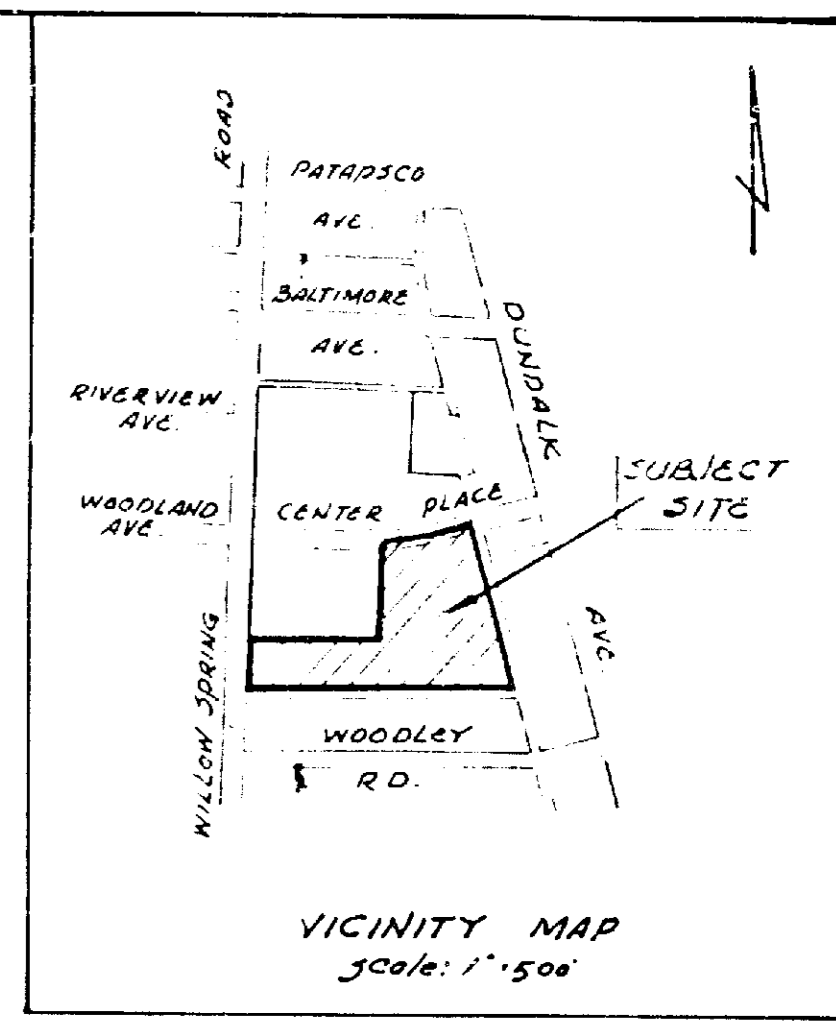 ROAD
PATAPSCO
AVE.
BALTIMORE
AVE.
DUNDALK
RIVERVIEW
AVE.
SUBJECT
SITE
WOODLAND
AVE.
CENTER PLACE
AVE.
WILLOW SPRING
WOODLEY
RD.
VICINITY MAP
scale: 1"=500'